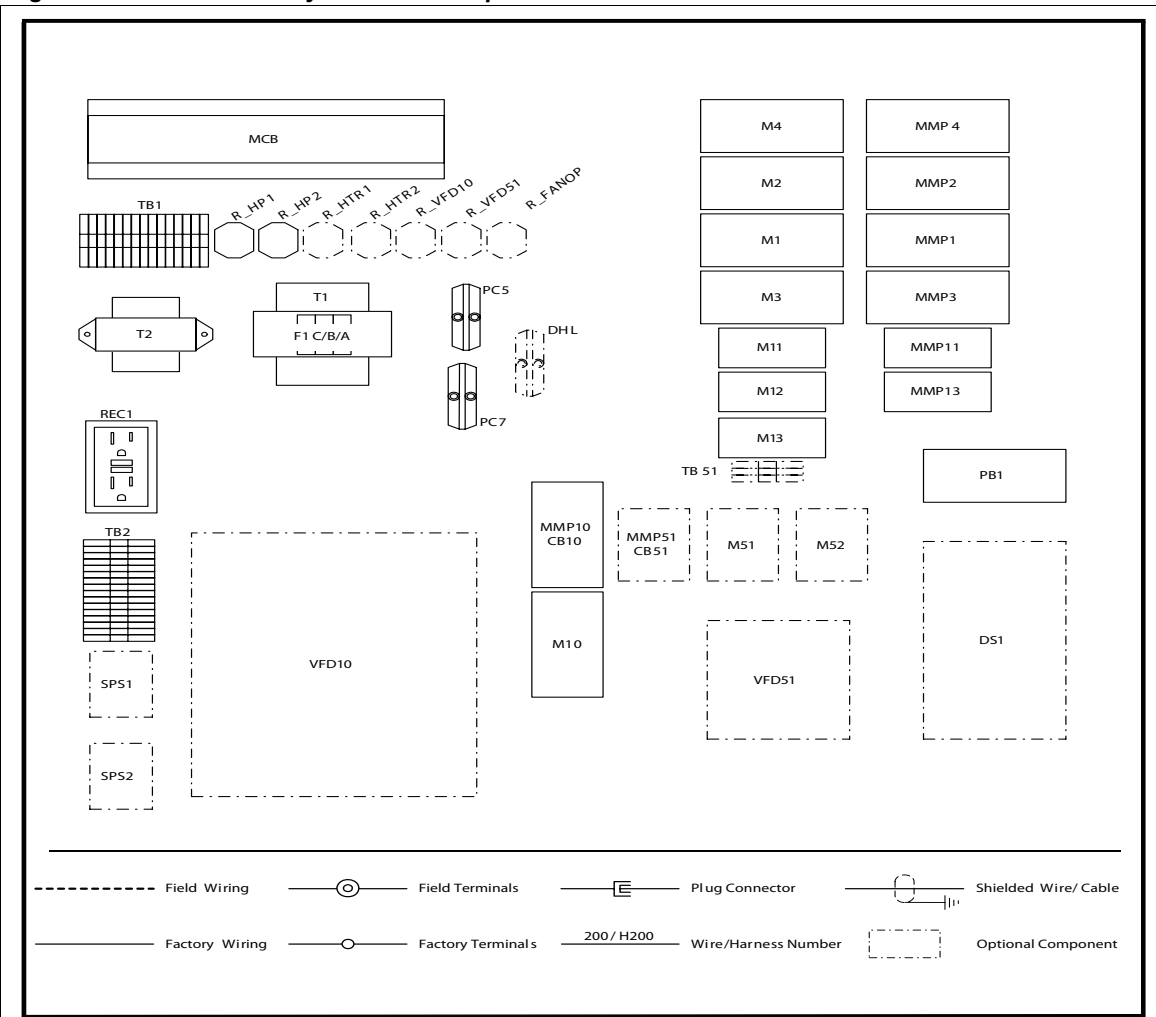 MCB
M4
MMP 4
M2
MMP2
TB1
R_HP1
R_HP2
R_HTR1
R_HTR2
R_VFD10
R_VFD51
R_FANOP
M1
MMP1
T1
PC5
M3
MMP3
T2
F1 C/B/A
DHL
M11
MMP11
M12
MMP13
REC1
PC7
M13
TB 51
PB1
TB2
MMP10
CB10
MMP51
CB51
M51
M52
M10
DS1
VFD10
VFD51
SPS1
SPS2
Field Wiring
Field Terminals
Plug Connector
Shielded Wire/ Cable
Factory Wiring
Factory Terminals
200 / H200
Wire/Harness Number
Optional Component